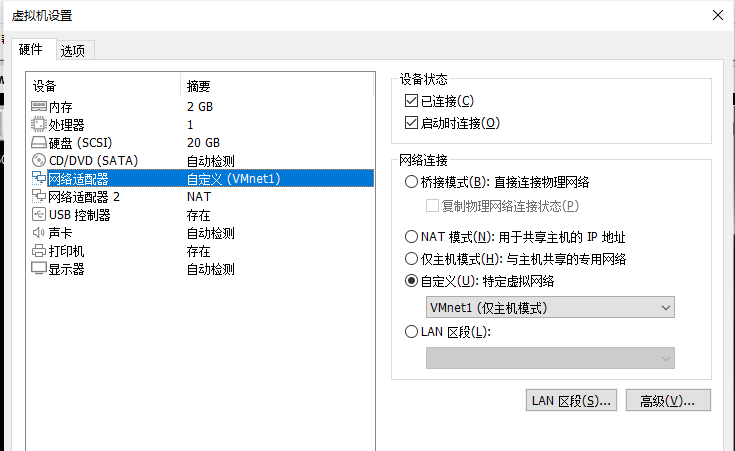 虚拟机设置
硬件 选项
设备 摘要
内存 2 GB
处理器 1
硬盘 (SCSI) 20 GB
CD/DVD (SATA) 自动检测
网络适配器 自定义 (VMnet1)
网络适配器 2 NAT
USB 控制器 存在
声卡 自动检测
打印机 存在
显示器 自动检测
设备状态
已连接(C)
启动时连接(O)
网络连接
桥接模式(B): 直接连接物理网络
复制物理网络连接状态(P)
NAT 模式(N): 用于共享主机的 IP 地址
仅主机模式(H): 与主机共享的专用网络
自定义(U): 特定虚拟网络
VMnet1 (仅主机模式)
LAN 区段(L):
LAN 区段(S)... 高级(V)...